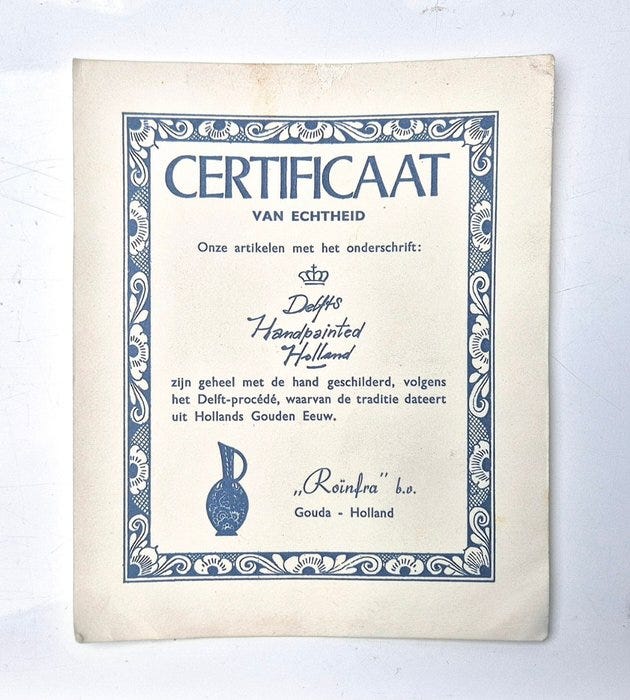 CERTIFICAAT
VAN ECHTHEID
Onze artikelen met het onderschrift:
Delfts
Handpainted
Holland
zijn geheel met de hand geschilderd, volgens
het Delft-procédé, waarvan de traditie dateert
uit Hollands Gouden Eeuw.
„Roïnfra” b.v.
Gouda - Holland